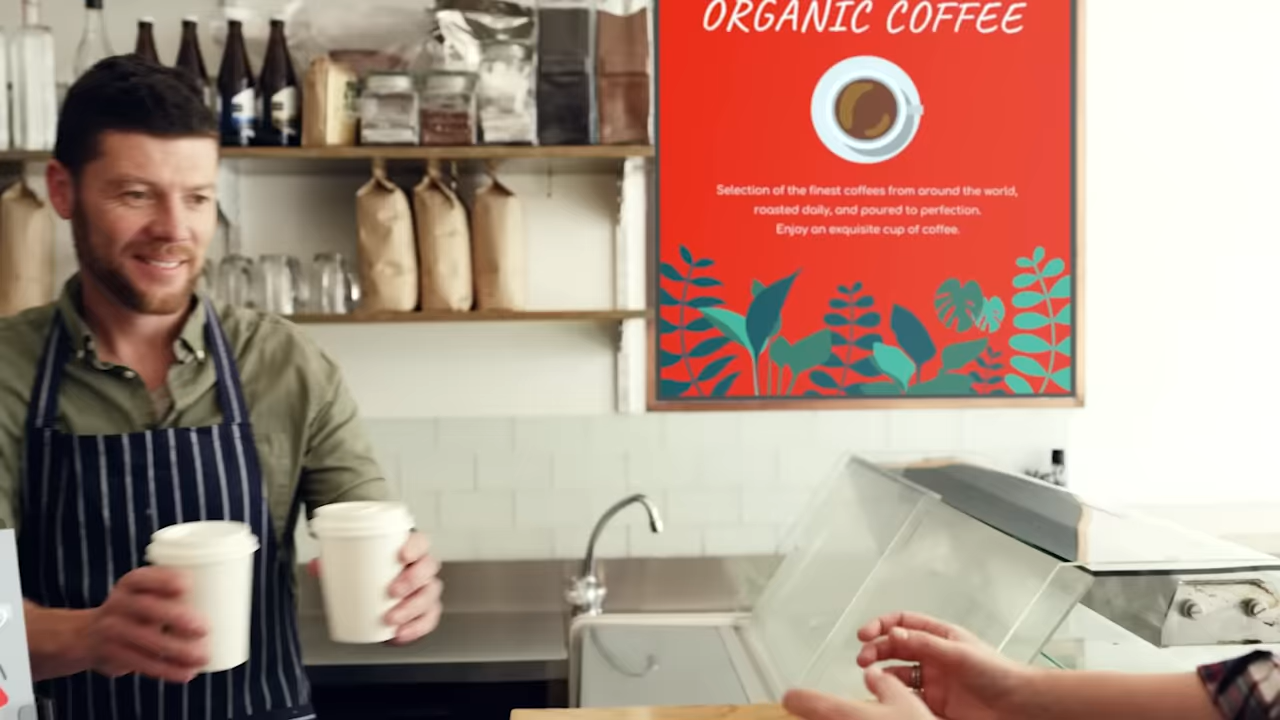 ORGANIC COFFEE
Selection of the finest coffees from around the world,
roasted daily, and poured to perfection.
Enjoy an exquisite cup of coffee.